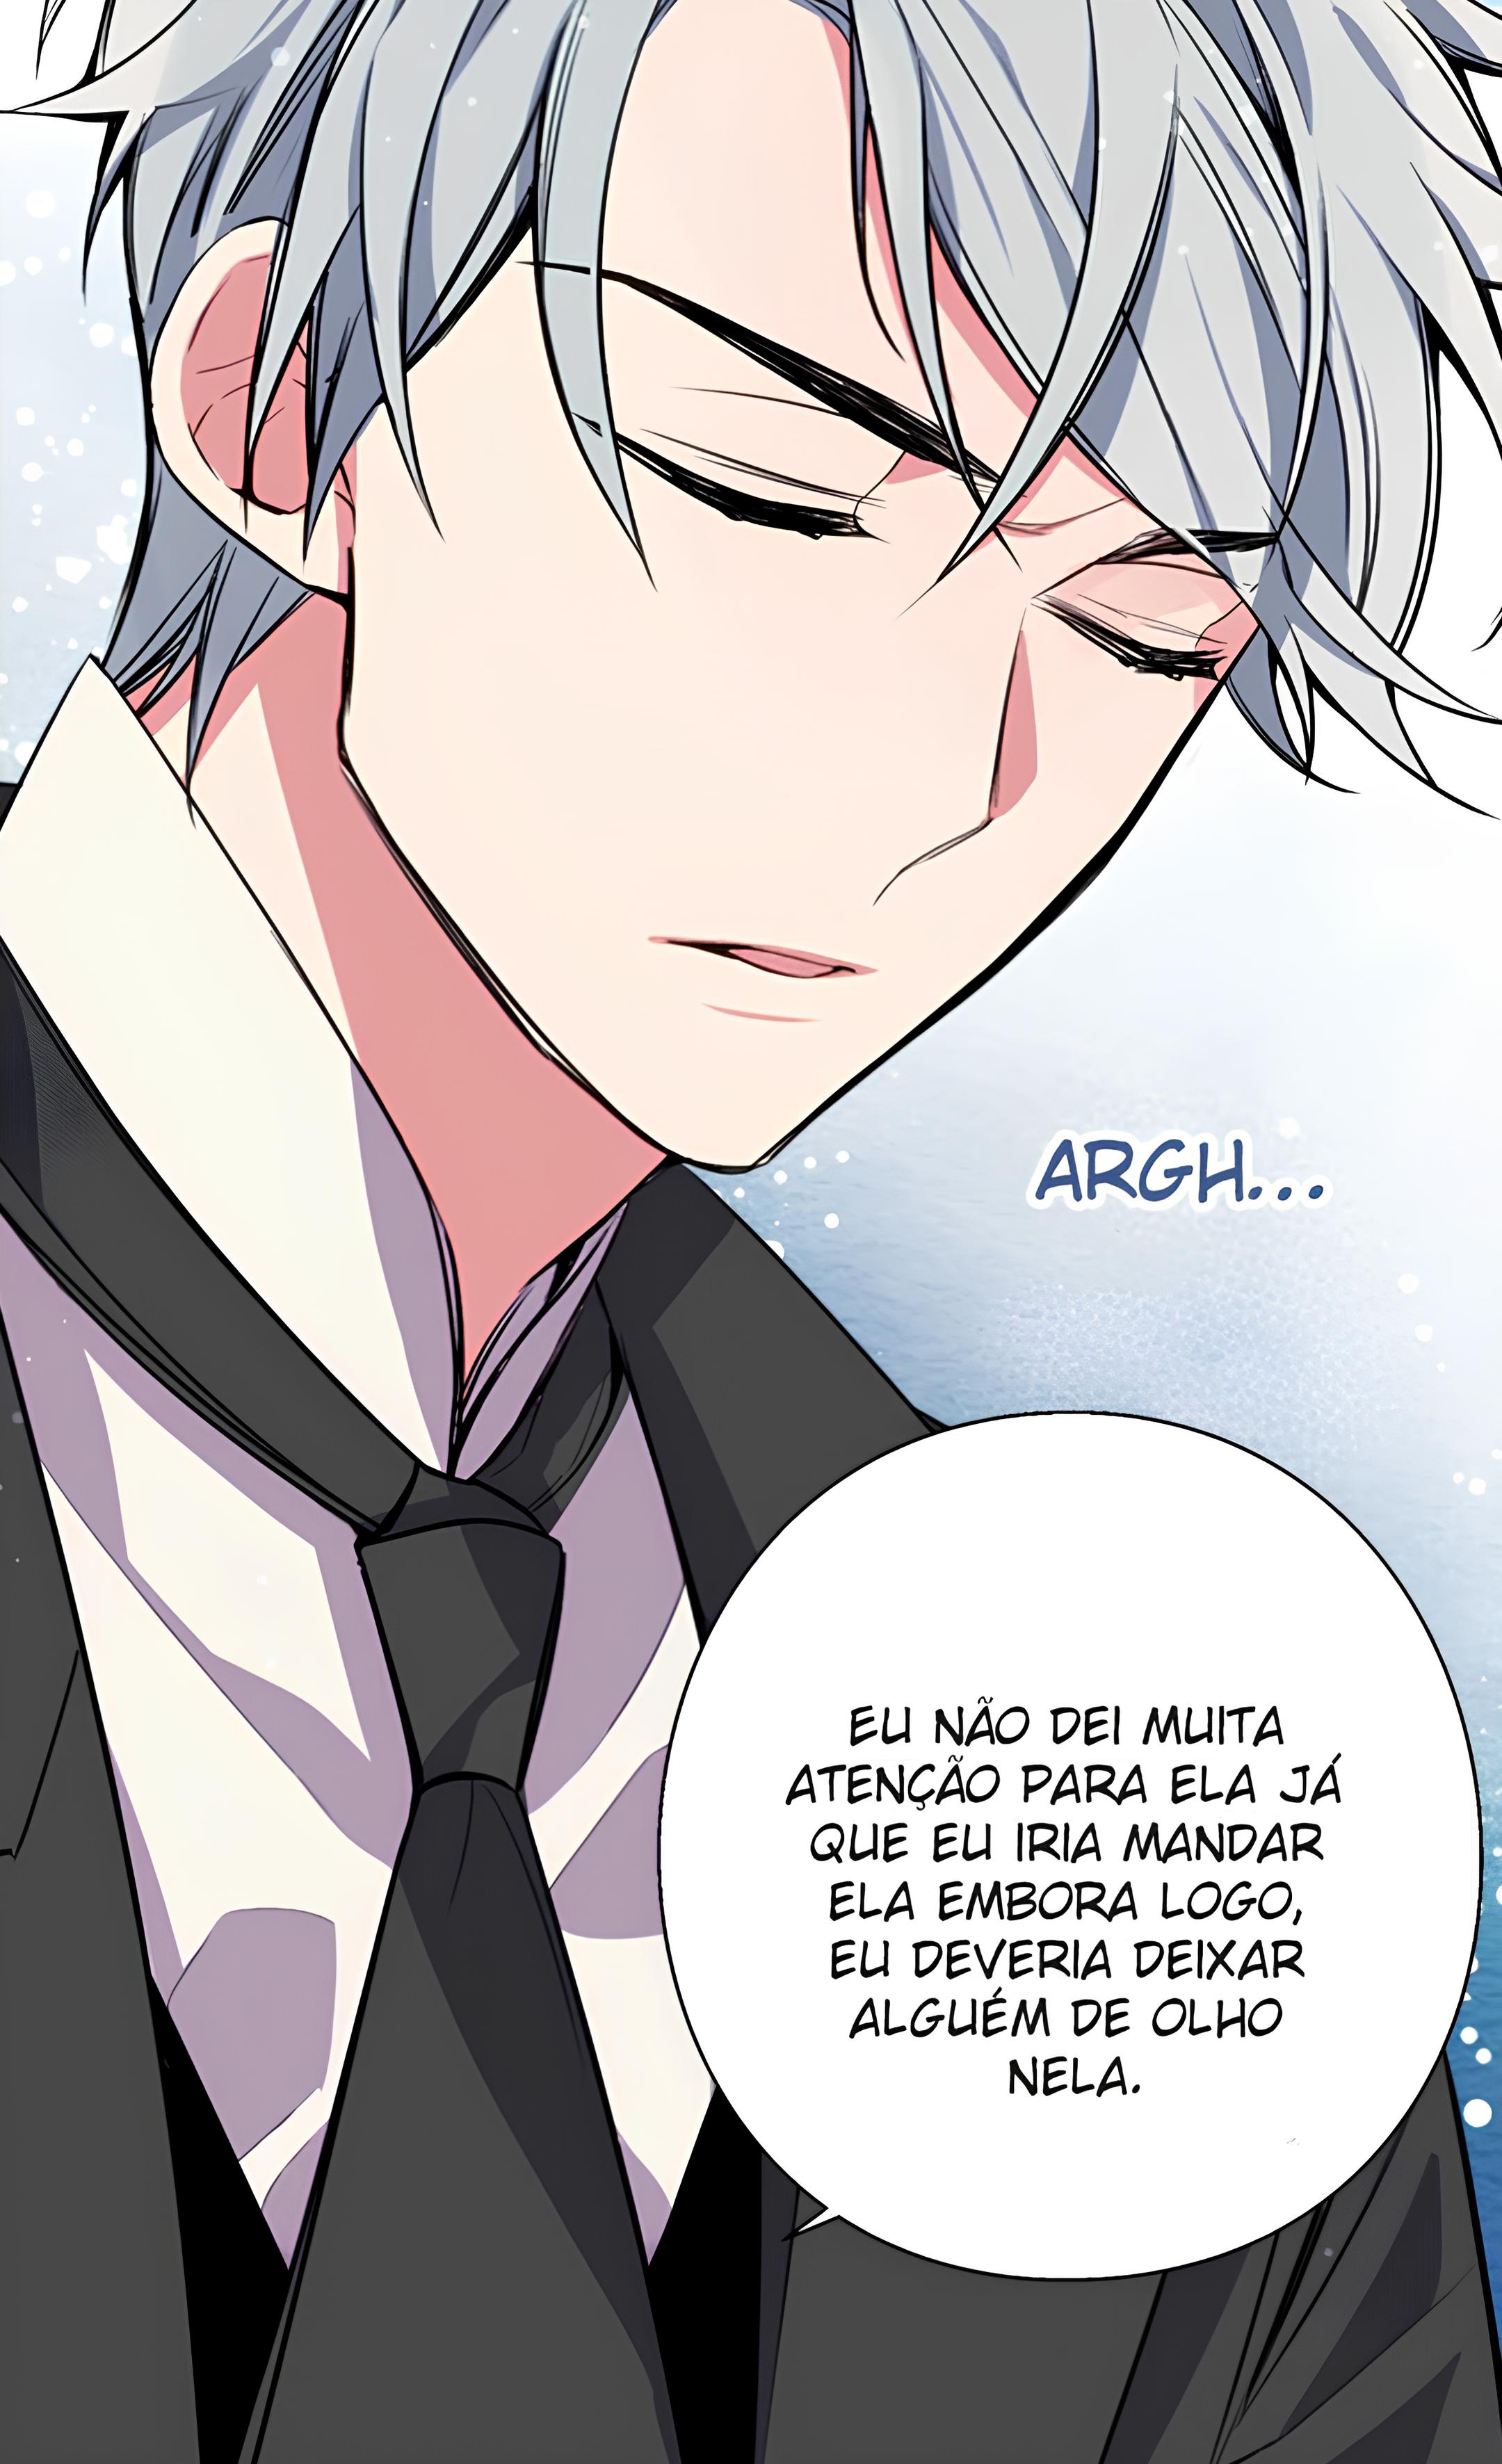 ARGH...
EU NÃO DEI MUITA
ATENÇÃO PARA ELA JÁ
QUE EU IRIA MANDAR
ELA EMBORA LOGO,
EU DEVERIA DEIXAR
ALGUÉM DE OLHO
NELA.